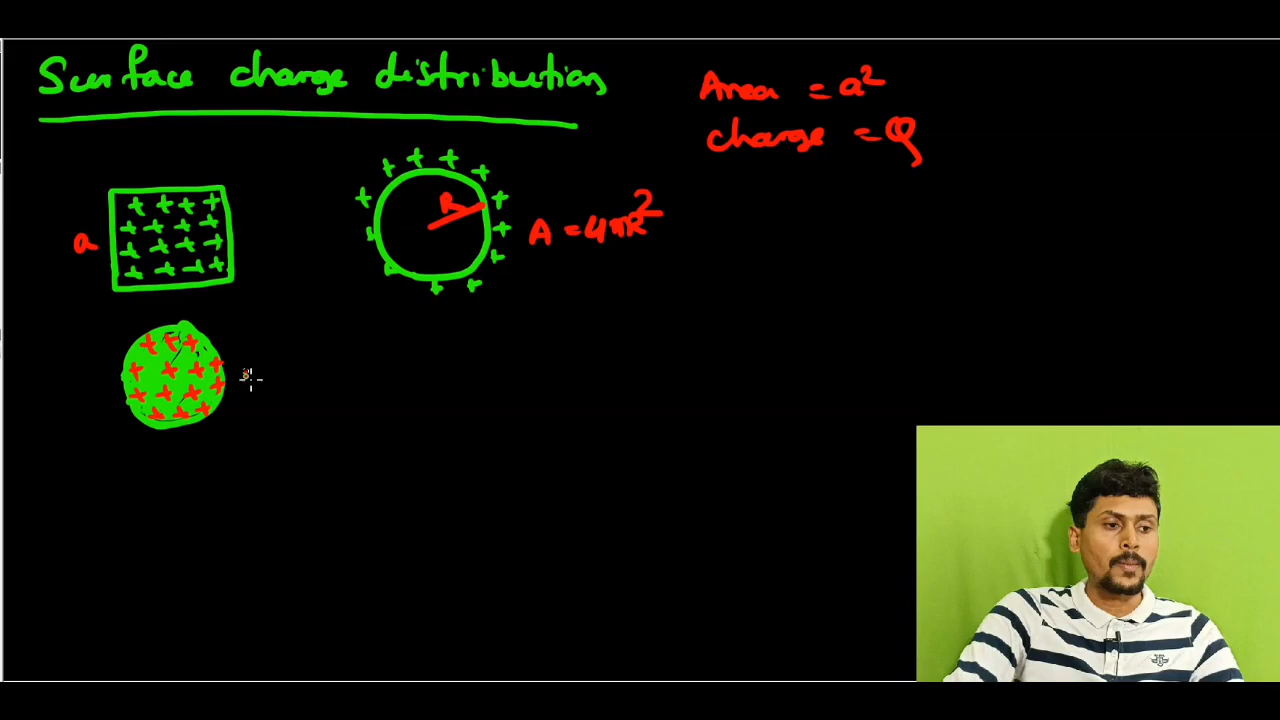 Surface charge distribution
Area = a²
charge = Q
a
R
A = 4πR²